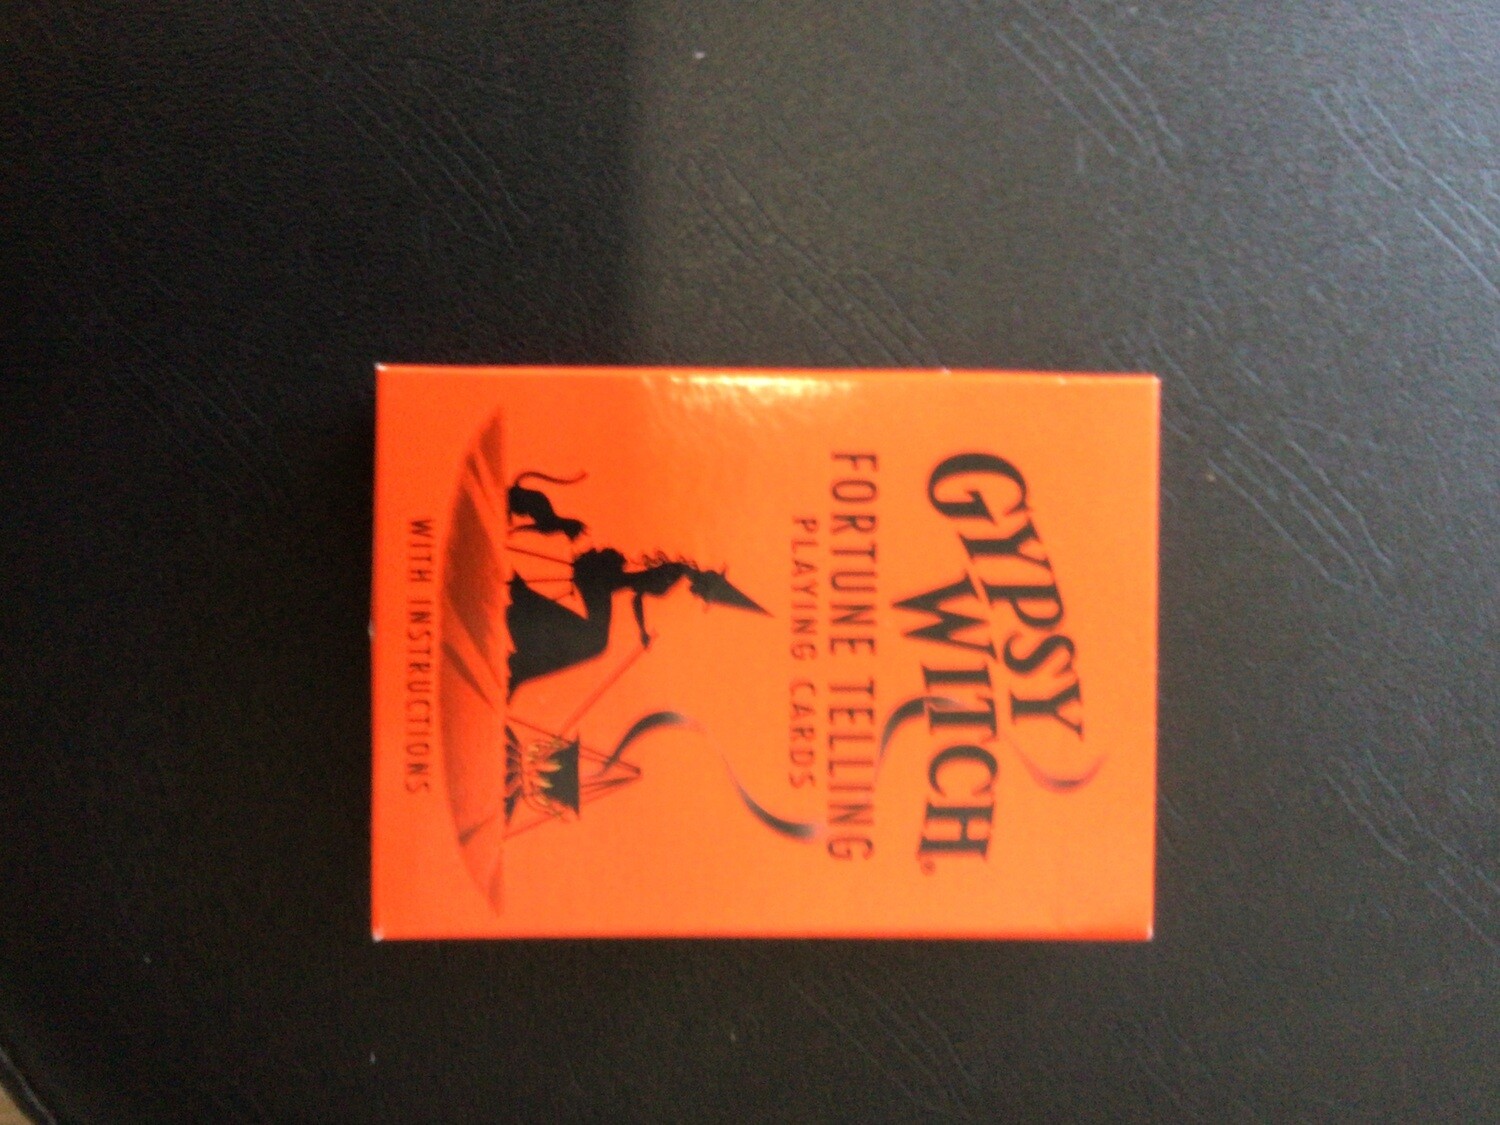 GYPSY
WITCH®
FORTUNE TELLING
PLAYING CARDS
WITH INSTRUCTIONS